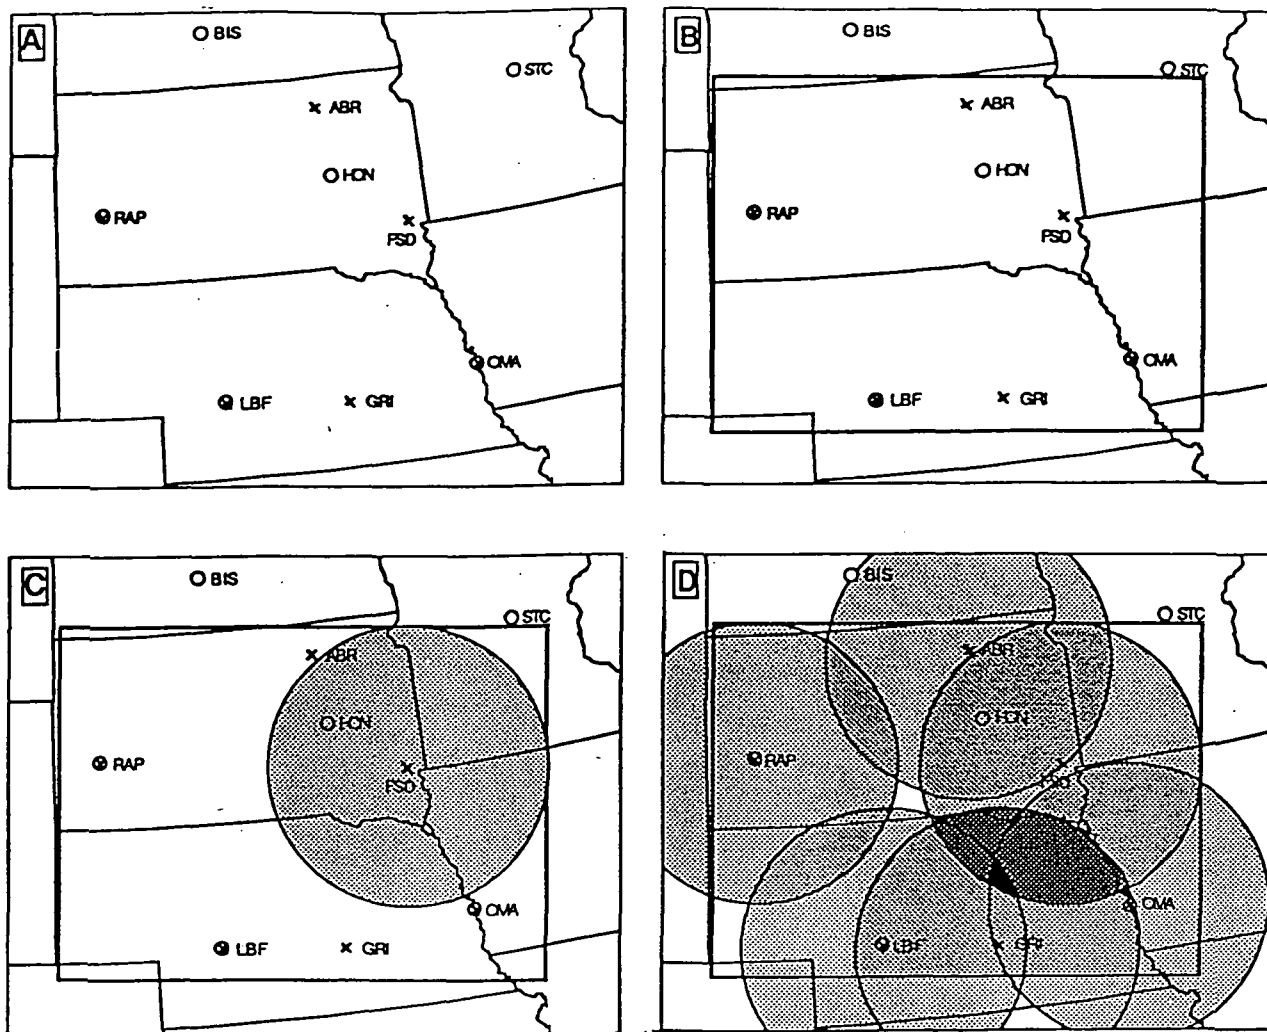 A
BIS
STC
ABR
HON
RAP
FSD
OMA
LBF
GRI
B
BIS
STC
ABR
HON
RAP
FSD
OMA
LBF
GRI
C
BIS
STC
ABR
HON
RAP
FSD
OMA
LBF
GRI
D
BIS
STC
ABR
HON
RAP
OMA
LBF
GRI